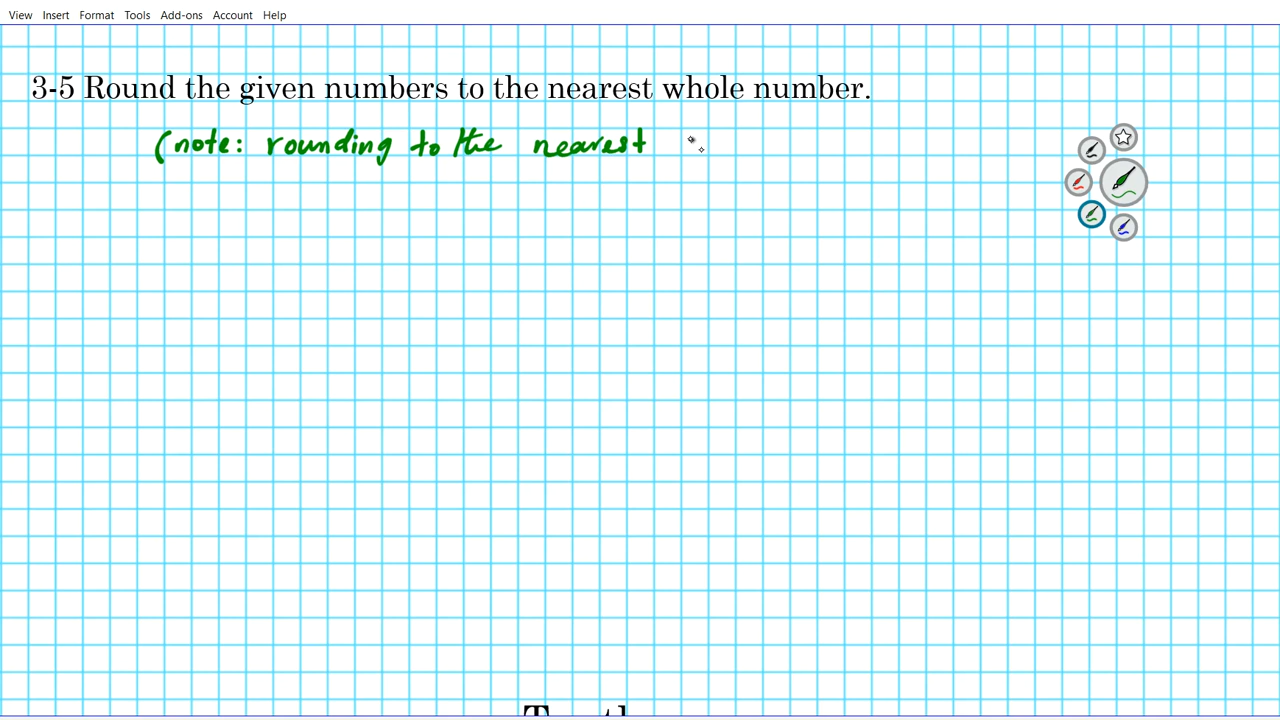 View Insert Format Tools Add-ons Account Help
3-5 Round the given numbers to the nearest whole number.
(note: rounding to the nearest